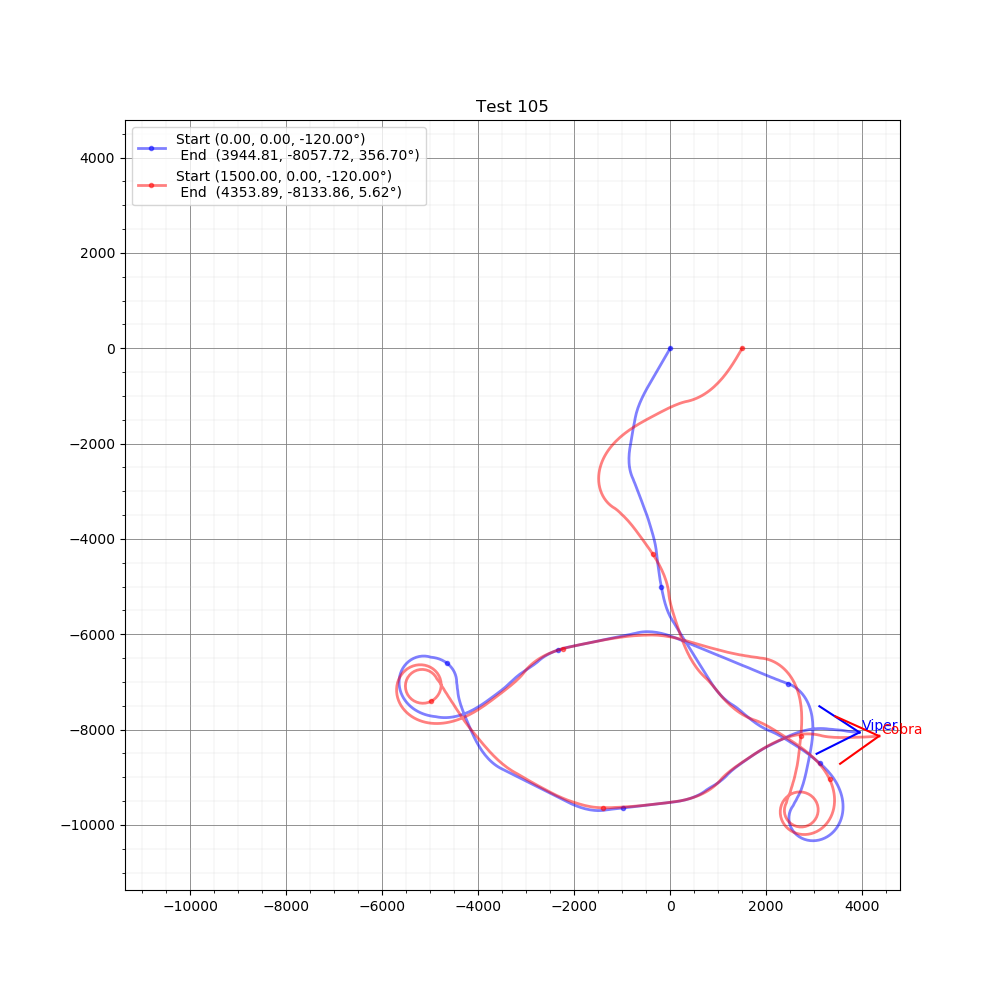 Test 105
Start (0.00, 0.00, -120.00°)
End  (3944.81, -8057.72, 356.70°)
Start (1500.00, 0.00, -120.00°)
End  (4353.89, -8133.86, 5.62°)
4000
2000
0
−2000
−4000
−6000
−8000
−10000
Viper
Cobra
−10000 −8000 −6000 −4000 −2000 0 2000 4000